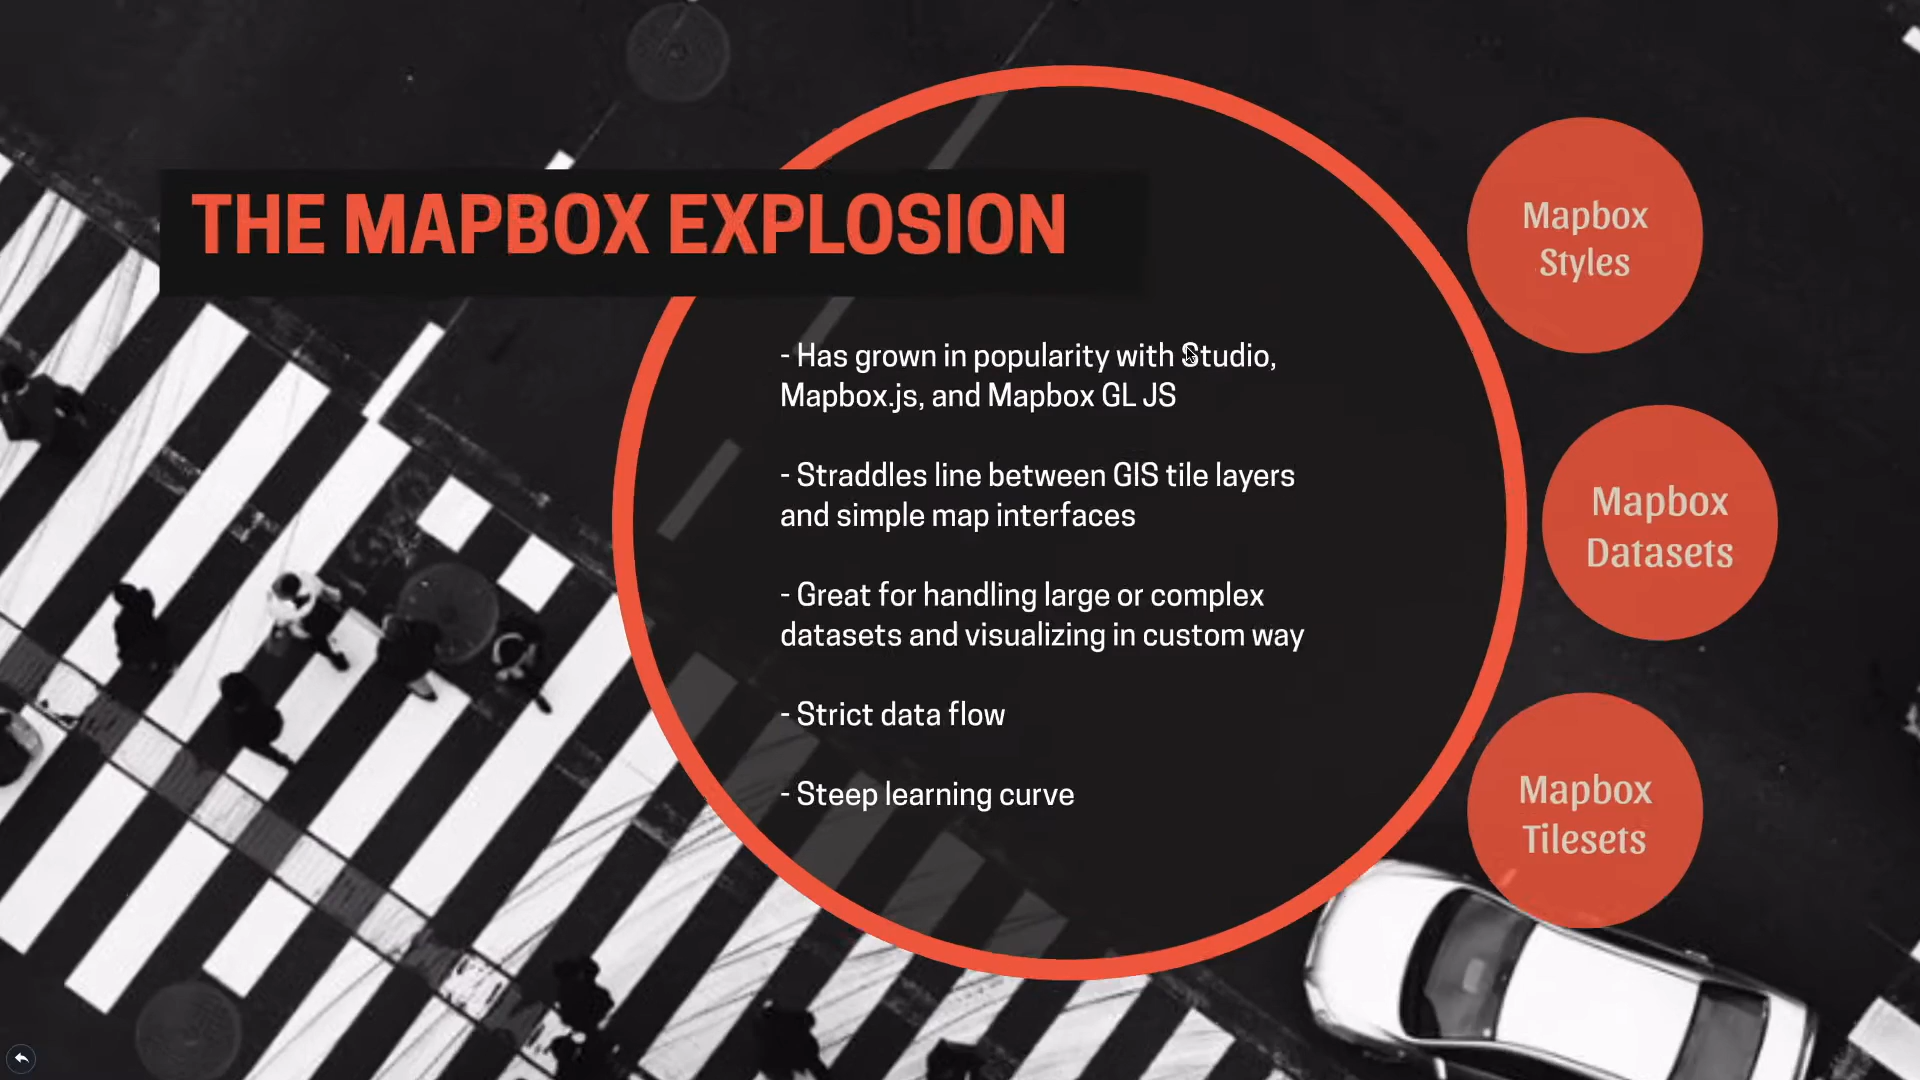 THE MAPBOX EXPLOSION
- Has grown in popularity with Studio,
Mapbox.js, and Mapbox GL JS
- Straddles line between GIS tile layers
and simple map interfaces
- Great for handling large or complex
datasets and visualizing in custom way
- Strict data flow
- Steep learning curve
Mapbox
Styles
Mapbox
Datasets
Mapbox
Tilesets